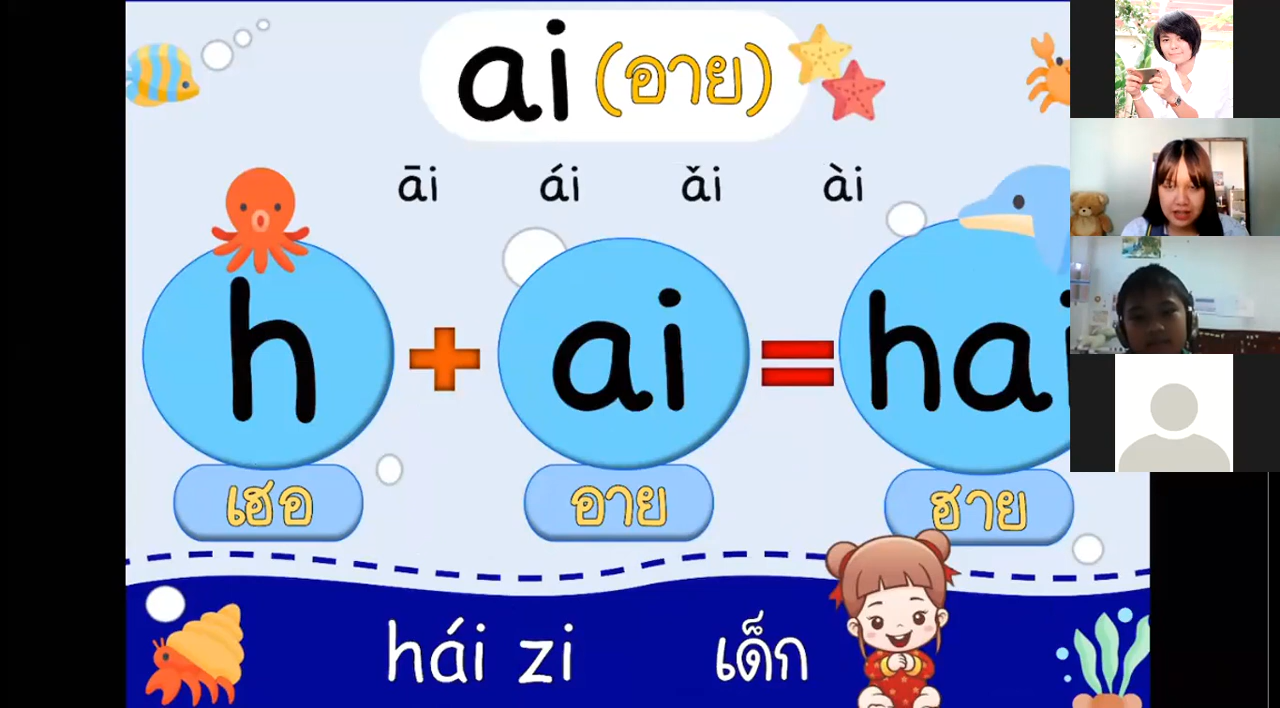 ai (อาย)
āi ái ǎi ài
h + ai = hai
เฮอ อาย ฮาย
hái zi เด็ก